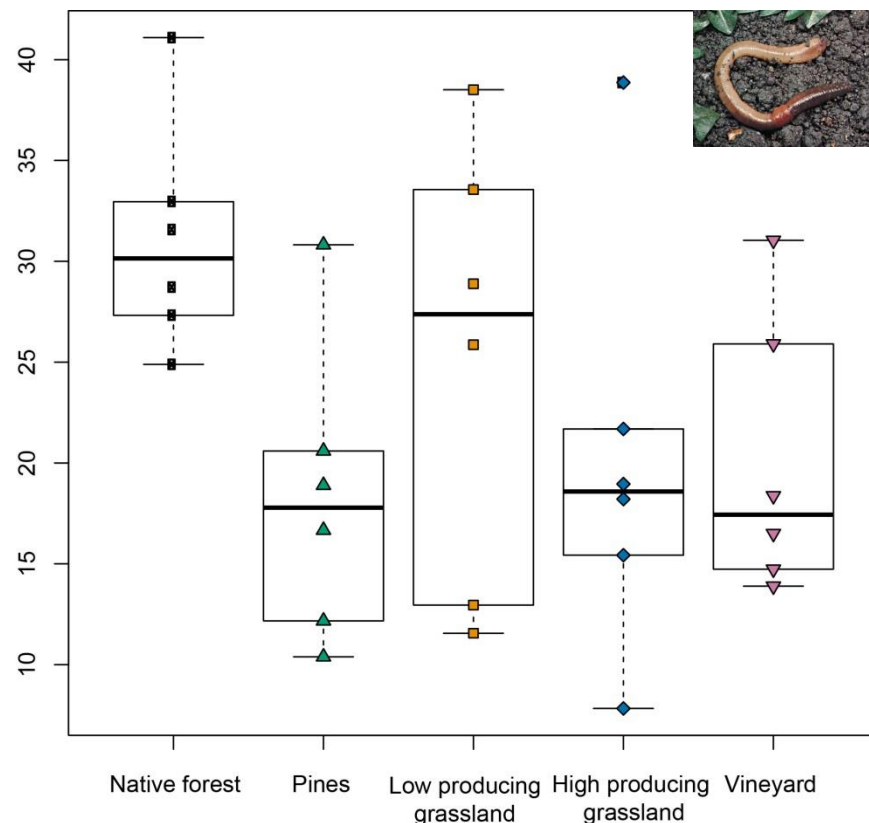 40
35
30
25
20
15
10
Native forest
Pines
Low producing
grassland
High producing
grassland
Vineyard